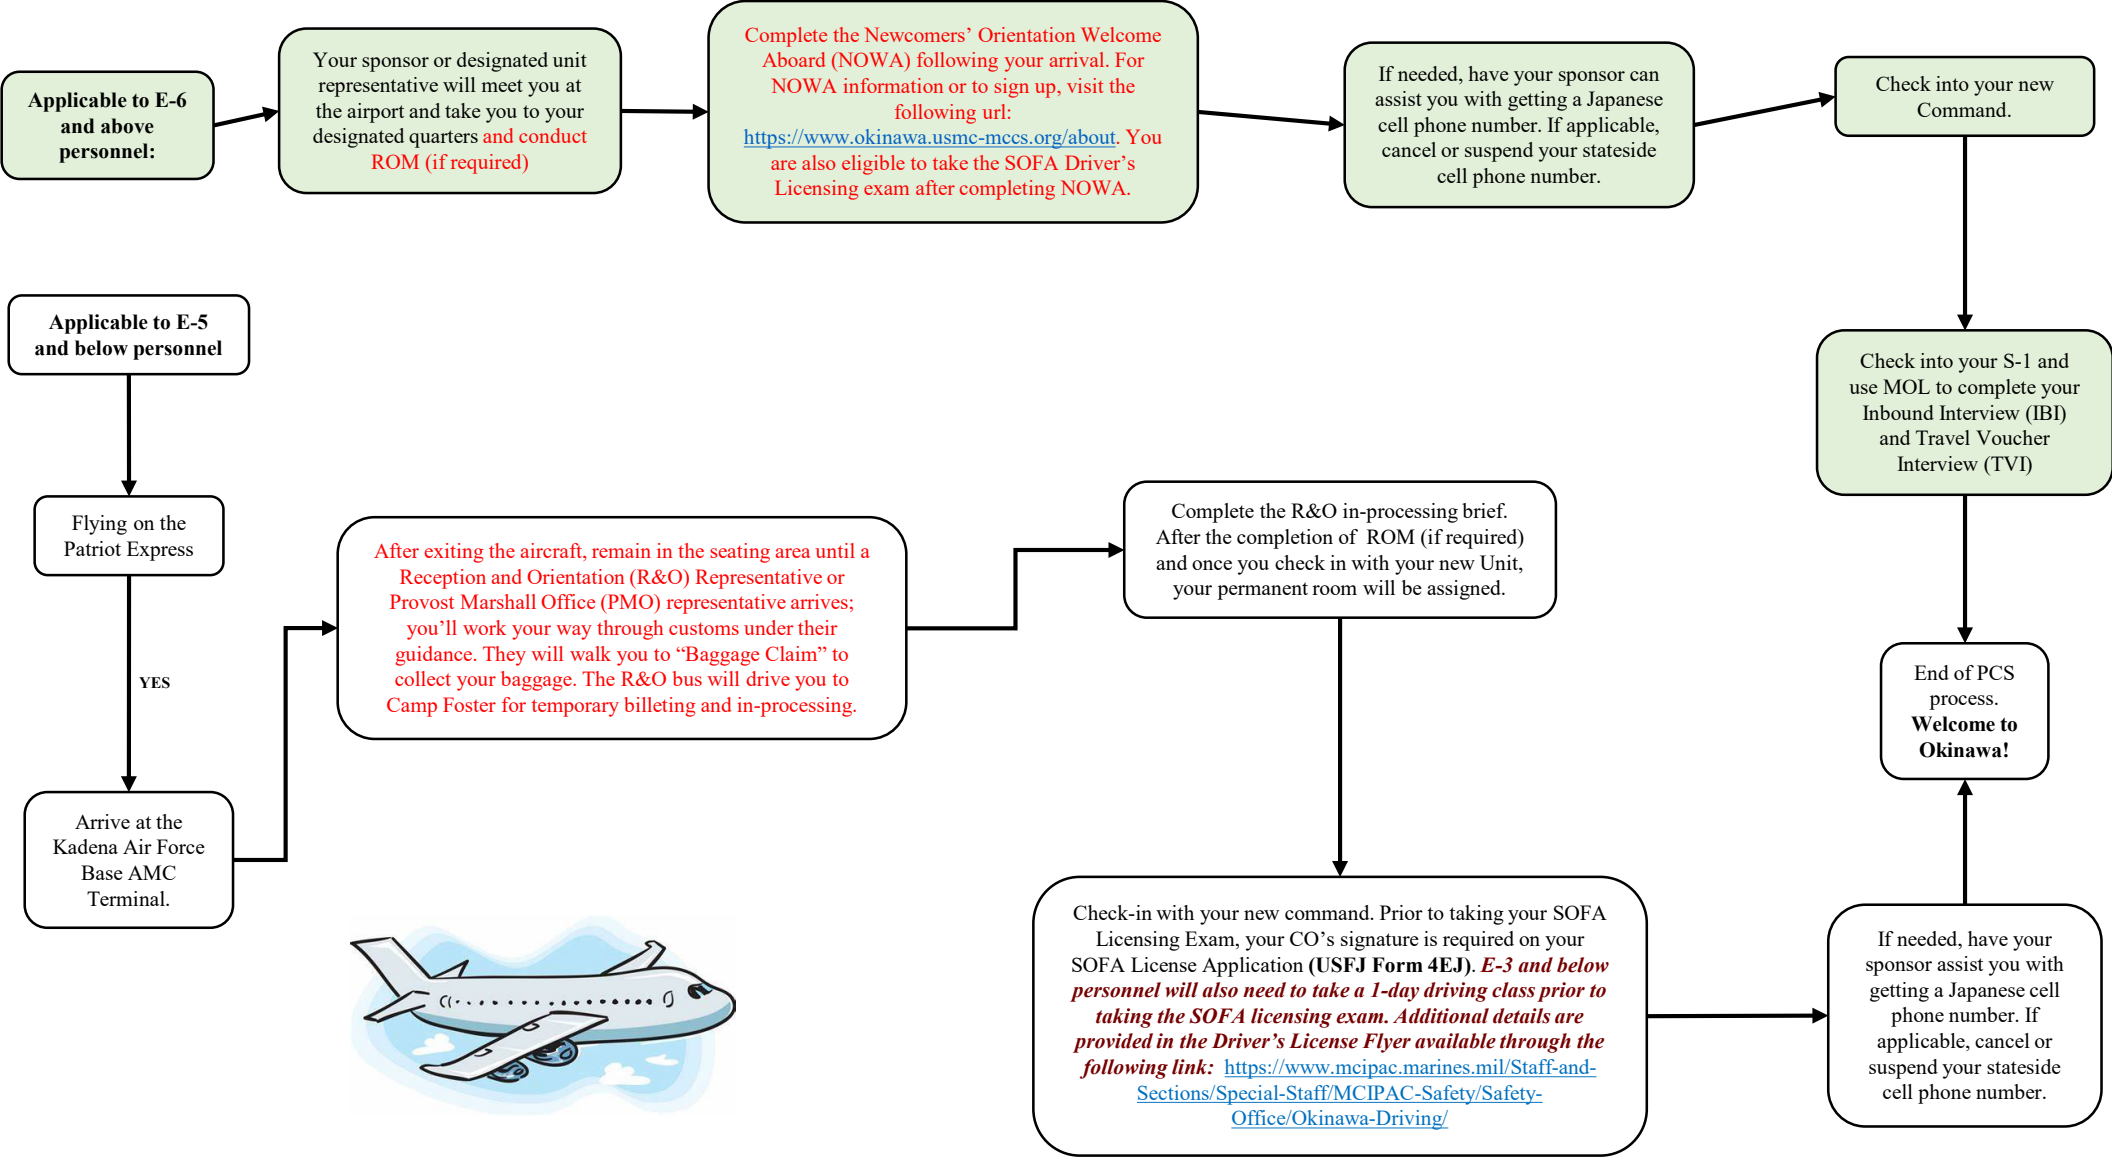 Applicable to E-6
and above
personnel:
Your sponsor or designated unit
representative will meet you at
the airport and take you to your
designated quarters and conduct
ROM (if required)
Complete the Newcomers’ Orientation Welcome
Aboard (NOWA) following your arrival. For
NOWA information or to sign up, visit the
following url:
https://www.okinawa.usmc-mccs.org/about. You
are also eligible to take the SOFA Driver’s
Licensing exam after completing NOWA.
If needed, have your sponsor can
assist you with getting a Japanese
cell phone number. If applicable,
cancel or suspend your stateside
cell phone number.
Check into your new
Command.
Check into your S-1 and
use MOL to complete your
Inbound Interview (IBI)
and Travel Voucher
Interview (TVI)
Applicable to E-5
and below personnel
Flying on the
Patriot Express
YES
Arrive at the
Kadena Air Force
Base AMC
Terminal.
After exiting the aircraft, remain in the seating area until a
Reception and Orientation (R&O) Representative or
Provost Marshall Office (PMO) representative arrives;
you’ll work your way through customs under their
guidance. They will walk you to “Baggage Claim” to
collect your baggage. The R&O bus will drive you to
Camp Foster for temporary billeting and in-processing.
Complete the R&O in-processing brief.
After the completion of ROM (if required)
and once you check in with your new Unit,
your permanent room will be assigned.
Check-in with your new command. Prior to taking your SOFA
Licensing Exam, your CO’s signature is required on your
SOFA License Application (USFJ Form 4EJ). E-3 and below
personnel will also need to take a 1-day driving class prior to
taking the SOFA licensing exam. Additional details are
provided in the Driver’s License Flyer available through the
following link: https://www.mcipac.marines.mil/Staff-and-
Sections/Special-Staff/MCIPAC-Safety/Safety-
Office/Okinawa-Driving/
If needed, have your
sponsor assist you with
getting a Japanese cell
phone number. If
applicable, cancel or
suspend your stateside
cell phone number.
End of PCS
process.
Welcome to
Okinawa!